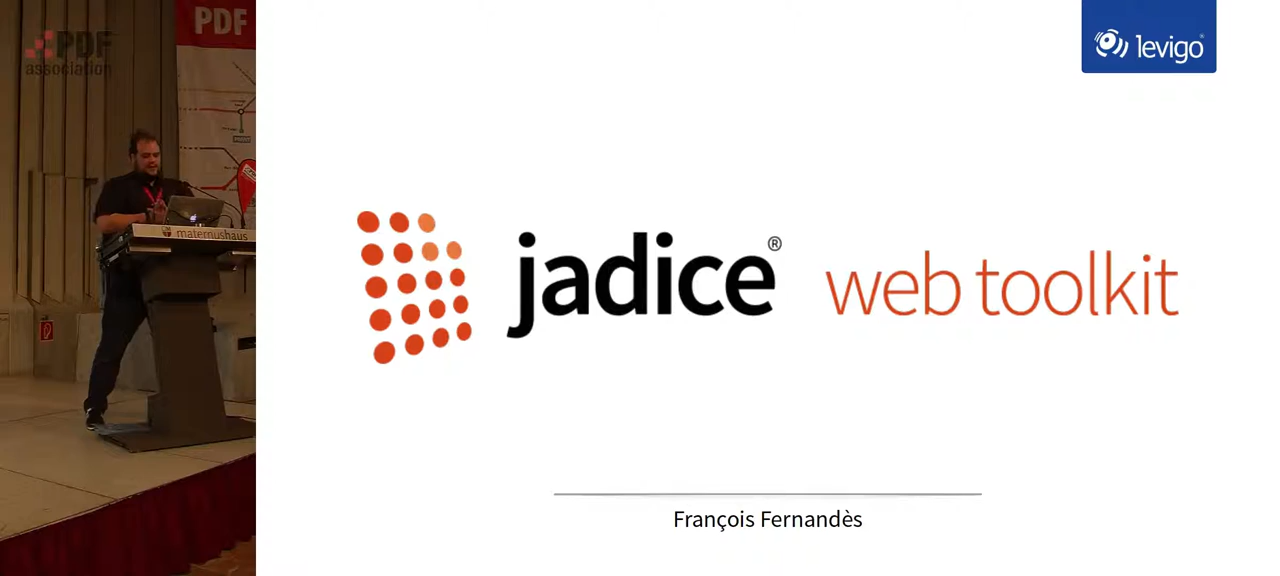 PDF
association
PDF
maternushaus
levigo®
jadice® web toolkit
François Fernandès